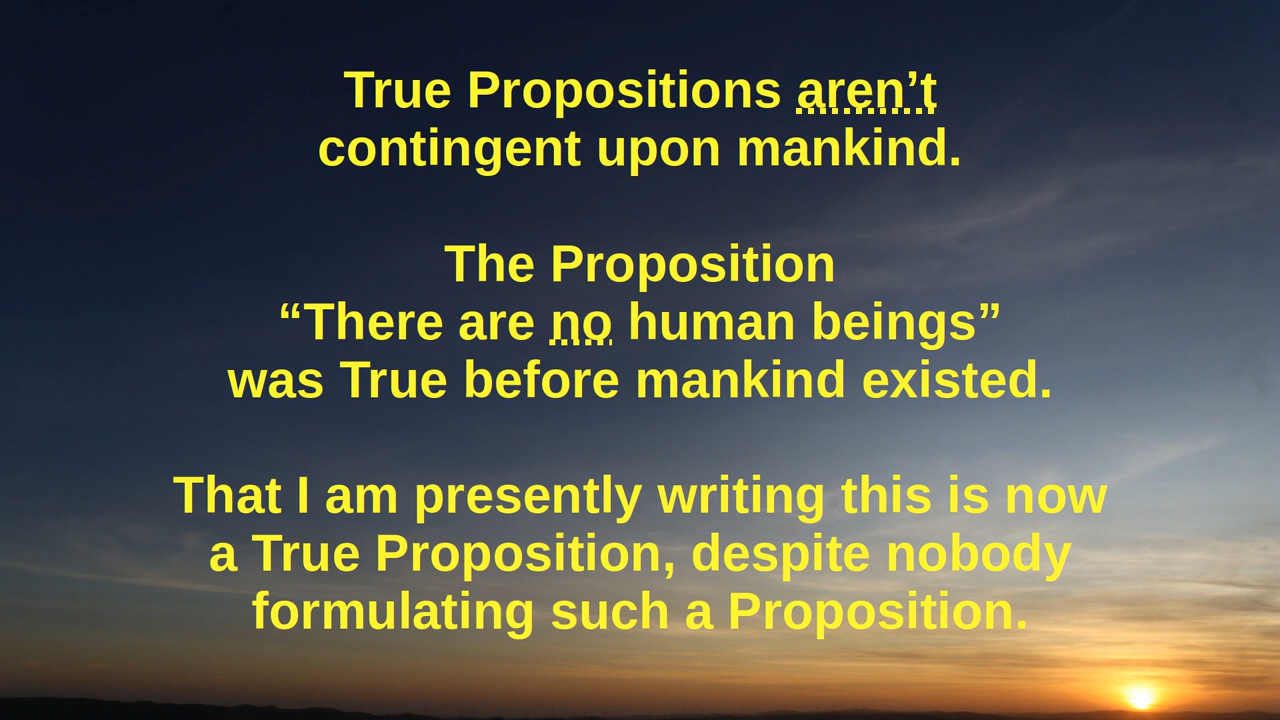 True Propositions aren’t
contingent upon mankind.
The Proposition
“There are no human beings”
was True before mankind existed.
That I am presently writing this is now
a True Proposition, despite nobody
formulating such a Proposition.